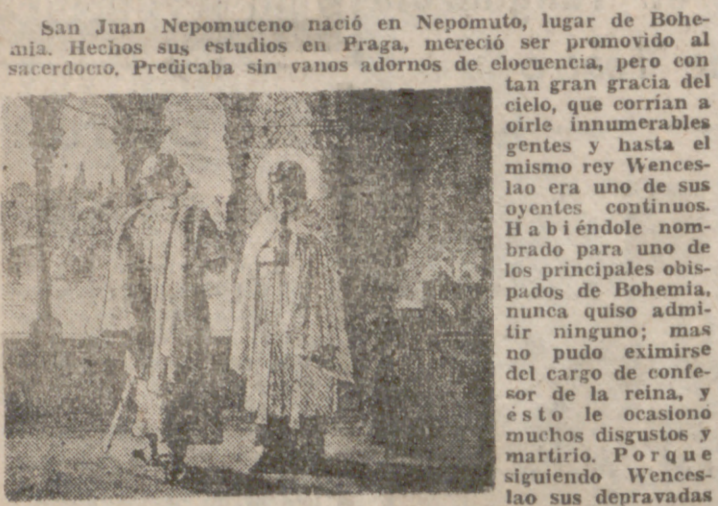 San Juan Nepomuceno nació en Nepomuto, lugar de Bohe-
mia. Hechos sus estudios en Praga, mereció ser promovido al
sacerdocio. Predicaba sin vanos adornos de elocuencia, pero con
tan gran gracia del
cielo, que corrían a
oírle innumerables
gentes y hasta el
mismo rey Wences-
lao era uno de sus
oyentes continuos.
Habiéndole nom-
brado para uno de
los principales obis-
pados de Bohemia,
nunca quiso admi-
tir ninguno; mas
no pudo eximirse
del cargo de confe-
sor de la reina, y
ésto le ocasionó
muchos disgustos y
martirio. Porque
siguiendo Wences-
lao sus depravadas